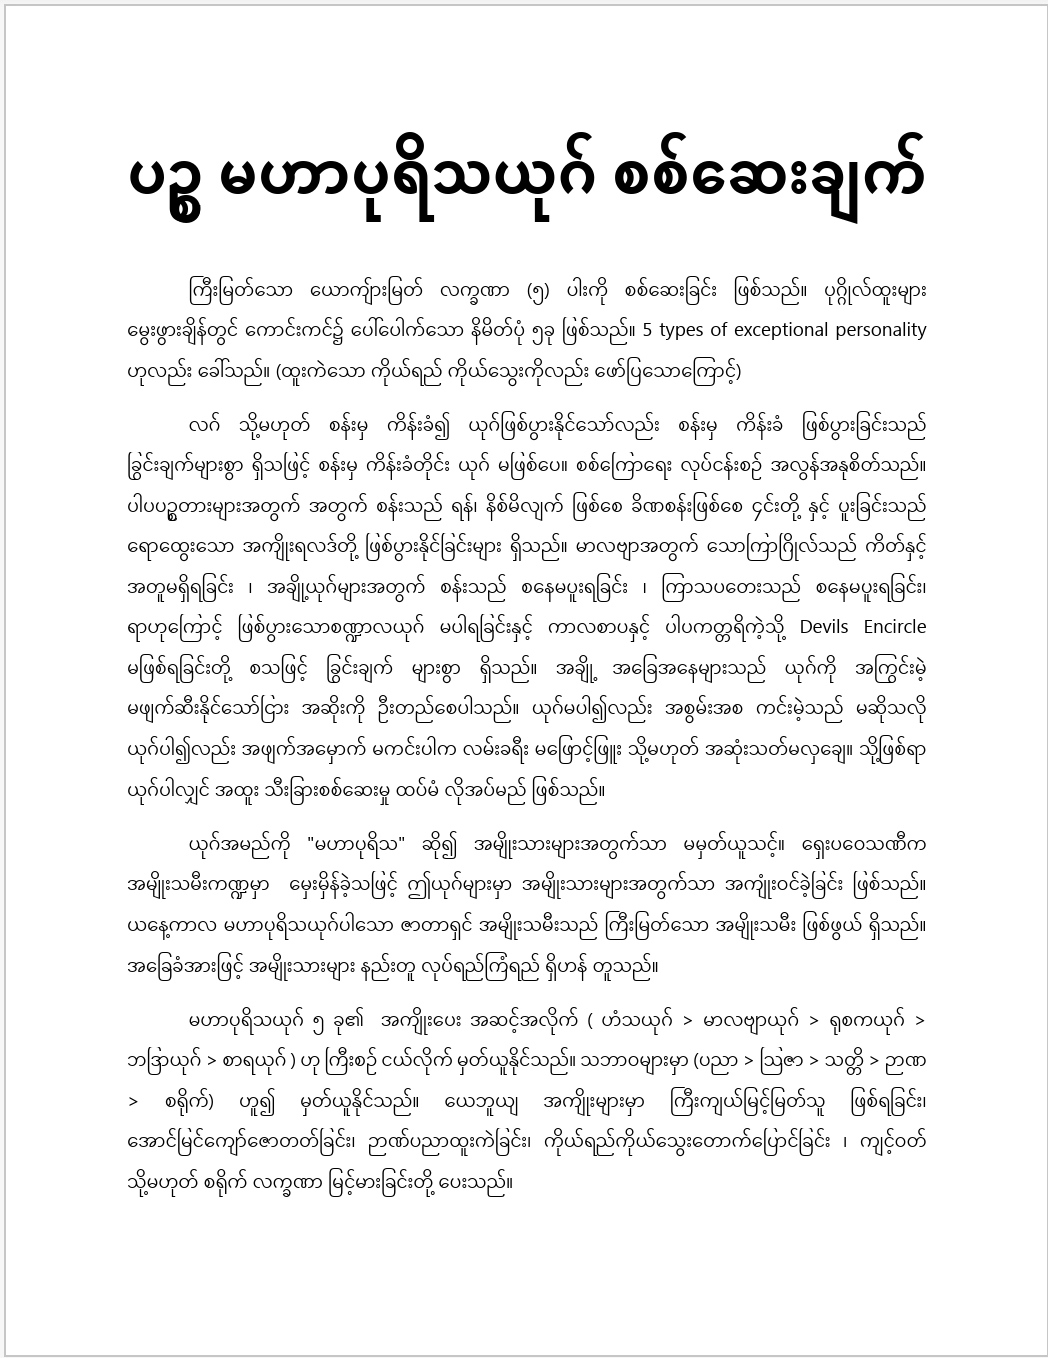 ပဉ္စ မဟာပုရိသယုဂ် စစ်ဆေးချက်
ကြီးမြတ်သော ယောက်ျားမြတ် လက္ခဏာ (၅) ပါးကို စစ်ဆေးခြင်း ဖြစ်သည်။ ပုဂ္ဂိုလ်ထူးများ
မွေးဖွားချိန်တွင် ကောင်းကင်၌ ပေါ်ပေါက်သော နိမိတ်ပုံ ၅ခု ဖြစ်သည်။ 5 types of exceptional personality
ဟုလည်း ခေါ်သည်။ (ထူးကဲသော ကိုယ်ရည် ကိုယ်သွေးကိုလည်း ဖော်ပြသောကြောင့်)
လဂ် သို့မဟုတ် စန်းမှ ကိန်းခံ၍ ယုဂ်ဖြစ်ပွားနိုင်သော်လည်း စန်းမှ ကိန်းခံ ဖြစ်ပွားခြင်းသည်
ခြွင်းချက်များစွာ ရှိသဖြင့် စန်းမှ ကိန်းခံတိုင်း ယုဂ် မဖြစ်ပေ။ စစ်ကြောရေး လုပ်ငန်းစဉ် အလွန်အနုစိတ်သည်။
ပါပပဉ္စတားများအတွက် အတွက် စန်းသည် ရန်၊ နိစ်မိလျက် ဖြစ်စေ ခိဏစန်းဖြစ်စေ ၄င်းတို့ နှင့် ပူးခြင်းသည်
ရောထွေးသော အကျိုးရလဒ်တို့ ဖြစ်ပွားနိုင်ခြင်းများ ရှိသည်။ မာလဗျာအတွက် သောကြာဂြိုလ်သည် ကိတ်နှင့်
အတူမရှိရခြင်း ၊ အချို့ယုဂ်များအတွက် စန်းသည် စနေမပူးရခြင်း ၊ ကြာသပတေးသည် စနေမပူးရခြင်း၊
ရာဟုကြောင့် ဖြစ်ပွားသောစဏ္ဍာလယုဂ် မပါရခြင်းနှင့် ကာလစာပနှင့် ပါပကတ္တရိကဲ့သို့ Devils Encircle
မဖြစ်ရခြင်းတို့ စသဖြင့် ခြွင်းချက် များစွာ ရှိသည်။ အချို့ အခြေအနေများသည် ယုဂ်ကို အကြွင်းမဲ့
မဖျက်ဆီးနိုင်သော်ငြား အဆိုးကို ဦးတည်စေပါသည်။ ယုဂ်မပါ၍လည်း အစွမ်းအစ ကင်းမဲ့သည် မဆိုသလို
ယုဂ်ပါ၍လည်း အဖျက်အမှောက် မကင်းပါက လမ်းခရီး မဖြောင့်ဖြူး သို့မဟုတ် အဆုံးသတ်မလှချေ။ သို့ဖြစ်ရာ
ယုဂ်ပါလျှင် အထူး သီးခြားစစ်ဆေးမှု ထပ်မံ လိုအပ်မည် ဖြစ်သည်။
ယုဂ်အမည်ကို "မဟာပုရိသ" ဆို၍ အမျိုးသားများအတွက်သာ မမှတ်ယူသင့်။ ရှေးပဝေသဏီက
အမျိုးသမီးကဏ္ဍမှာ မှေးမှိန်ခဲ့သဖြင့် ဤယုဂ်များမှာ အမျိုးသားများအတွက်သာ အကျုံးဝင်ခဲ့ခြင်း ဖြစ်သည်။
ယနေ့ကာလ မဟာပုရိသယုဂ်ပါသော ဇာတာရှင် အမျိုးသမီးသည် ကြီးမြတ်သော အမျိုးသမီး ဖြစ်ဖွယ် ရှိသည်။
အခြေခံအားဖြင့် အမျိုးသားများ နည်းတူ လုပ်ရည်ကြံရည် ရှိဟန် တူသည်။
မဟာပုရိသယုဂ် ၅ ခု၏ အကျိုးပေး အဆင့်အလိုက် ( ဟံသယုဂ် > မာလဗျာယုဂ် > ရုစကယုဂ် >
ဘဒြာယုဂ် > စာရယုဂ် ) ဟု ကြီးစဉ် ငယ်လိုက် မှတ်ယူနိုင်သည်။ သဘာဝများမှာ (ပညာ > ဩဇာ > သတ္တိ > ဉာဏ
> စရိုက်) ဟူ၍ မှတ်ယူနိုင်သည်။ ယေဘူယျ အကျိုးများမှာ ကြီးကျယ်မြင့်မြတ်သူ ဖြစ်ရခြင်း၊
အောင်မြင်ကျော်ဇောတတ်ခြင်း၊ ဉာဏ်ပညာထူးကဲခြင်း၊ ကိုယ်ရည်ကိုယ်သွေးတောက်ပြောင်ခြင်း ၊ ကျင့်ဝတ်
သို့မဟုတ် စရိုက် လက္ခဏာ မြင့်မားခြင်းတို့ ပေးသည်။